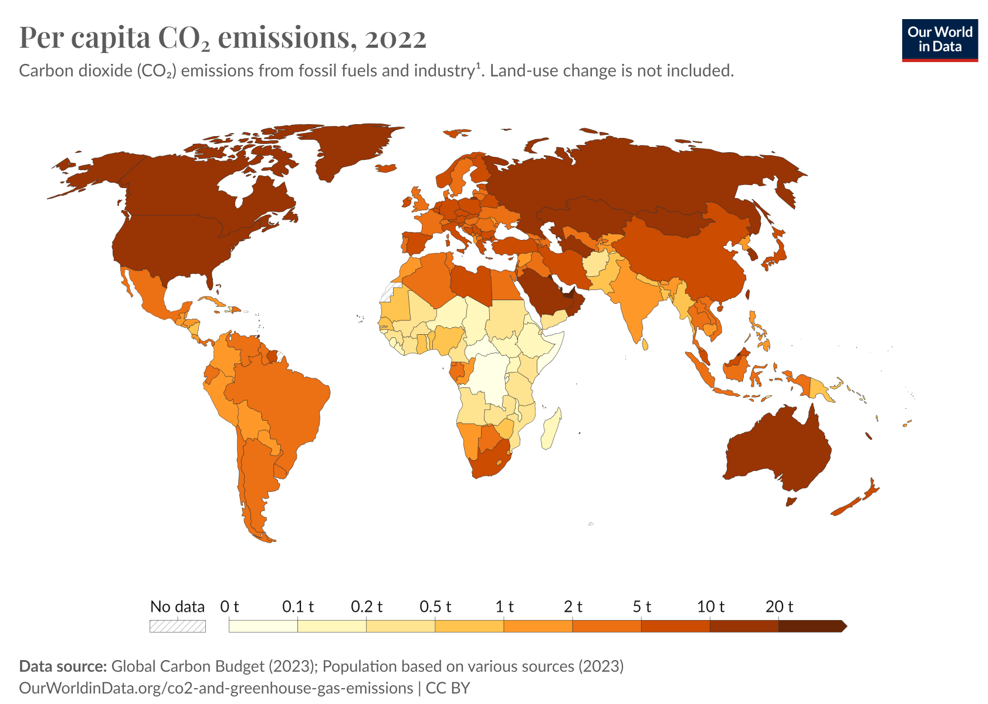 Per capita CO₂ emissions, 2022
Our World
in Data
Carbon dioxide (CO₂) emissions from fossil fuels and industry¹. Land-use change is not included.
No data 0 t 0.1 t 0.2 t 0.5 t 1 t 2 t 5 t 10 t 20 t
Data source: Global Carbon Budget (2023); Population based on various sources (2023)
OurWorldinData.org/co2-and-greenhouse-gas-emissions | CC BY